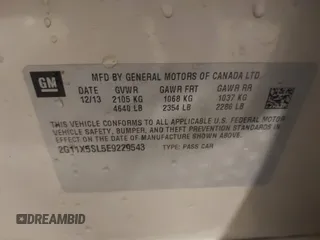 GM
MFD BY GENERAL MOTORS OF CANADA LTD.
DATE GVWR GAWR FRT GAWR RR
12/13 2105 KG 1068 KG 1037 KG
4640 LB 2354 LB 2286 LB
THIS VEHICLE CONFORMS TO ALL APPLICABLE U.S. FEDERAL MOTOR
VEHICLE SAFETY, BUMPER, AND THEFT PREVENTION STANDARDS IN
EFFECT ON THE DATE OF MANUFACTURE SHOWN ABOVE.
2G11X5SL5E9229543 TYPE: PASS CAR
DREAMBID